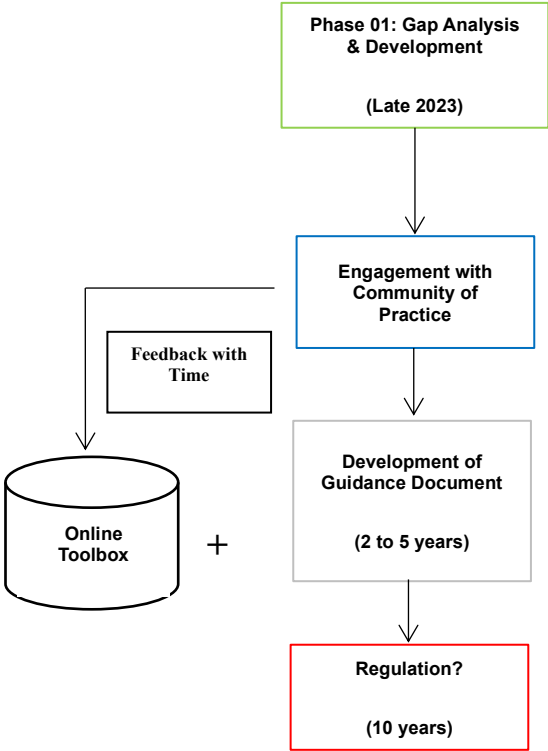 Phase 01: Gap Analysis
& Development
(Late 2023)
Engagement with
Community of
Practice
Feedback with
Time
Development of
Guidance Document
(2 to 5 years)
Online
Toolbox
+
Regulation?
(10 years)